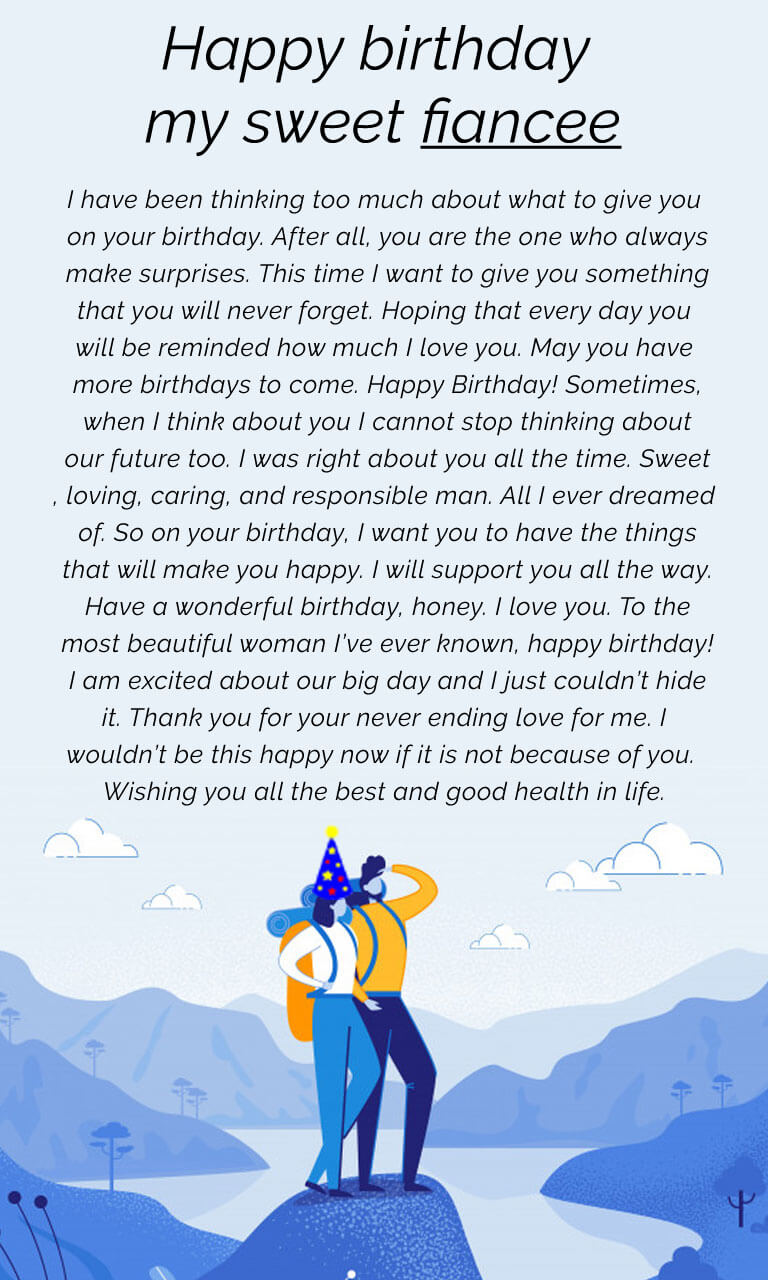 Happy birthday
my sweet fiancee
I have been thinking too much about what to give you
on your birthday. After all, you are the one who always
make surprises. This time I want to give you something
that you will never forget. Hoping that every day you
will be reminded how much I love you. May you have
more birthdays to come. Happy Birthday! Sometimes,
when I think about you I cannot stop thinking about
our future too. I was right about you all the time. Sweet
, loving, caring, and responsible man. All I ever dreamed
of. So on your birthday, I want you to have the things
that will make you happy. I will support you all the way.
Have a wonderful birthday, honey. I love you. To the
most beautiful woman I’ve ever known, happy birthday!
I am excited about our big day and I just couldn’t hide
it. Thank you for your never ending love for me. I
wouldn’t be this happy now if it is not because of you.
Wishing you all the best and good health in life.